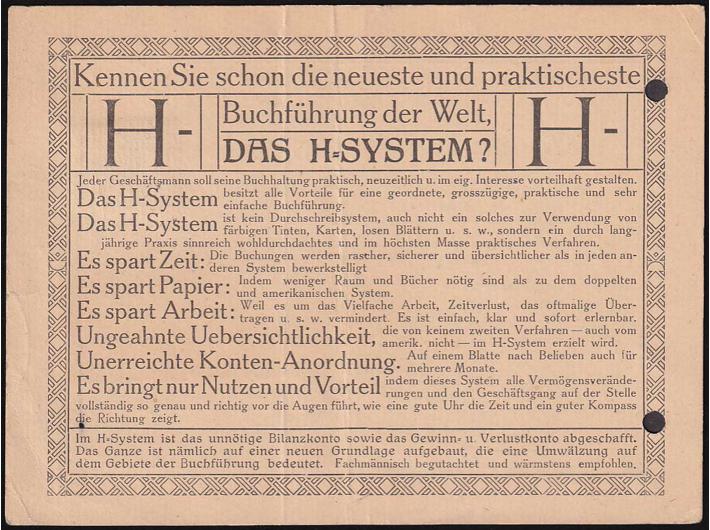 Kennen Sie schon die neueste und praktischeste
H- Buchführung der Welt, H-
DAS H=SYSTEM?
Jeder Geschäftsmann soll seine Buchhaltung praktisch, neuzeitlich u. im eig. Interesse vorteilhaft gestalten.
Das H-System besitzt alle Vorteile für eine geordnete, grosszügige, praktische und sehr
einfache Buchführung.
Das H-System ist kein Durchschreibsystem, auch nicht ein solches zur Verwendung von
färbigen Tinten, Karten, losen Blättern u. s. w., sondern ein durch lang-
jährige Praxis sinnreich wohldurchdachtes und im höchsten Masse praktisches Verfahren.
Es spart Zeit: Die Buchungen werden rascher, sicherer und übersichtlicher als in jeden an-
deren System bewerkstelligt
Es spart Papier: Indem weniger Raum und Bücher nötig sind als zu dem doppelten
und amerikanischen System.
Es spart Arbeit: Weil es um das Vielfache Arbeit, Zeitverlust, das oftmalige Über-
tragen u. s. w. vermindert. Es ist einfach, klar und sofort erlernbar.
Ungeahnte Uebersichtlichkeit, die von keinem zweiten Verfahren — auch vom
amerik. nicht — im H-System erzielt wird.
Unerreichte Konten-Anordnung. Auf einem Blatte nach Belieben auch für
mehrere Monate.
Es bringt nur Nutzen und Vorteil indem dieses System alle Vermögensverände-
rungen und den Geschäftsgang auf der Stelle
vollständig so genau und richtig vor die Augen führt, wie eine gute Uhr die Zeit und ein guter Kompass
die Richtung zeigt.
Im H=System ist das unnötige Bilanzkonto sowie das Gewinn= u. Verlustkonto abgeschafft.
Das Ganze ist nämlich auf einer neuen Grundlage aufgebaut, die eine Umwälzung auf
dem Gebiete der Buchführung bedeutet. Fachmännisch begutachtet und wärmstens empfohlen.